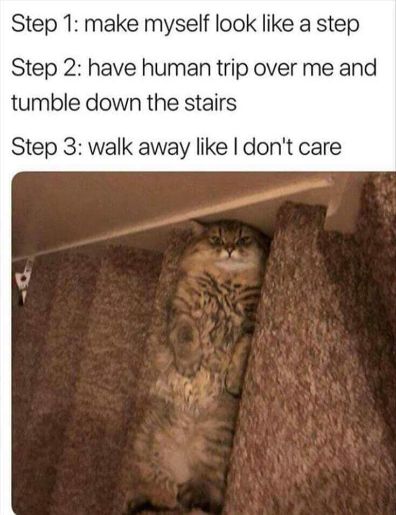 Step 1: make myself look like a step
Step 2: have human trip over me and
tumble down the stairs
Step 3: walk away like I don't care